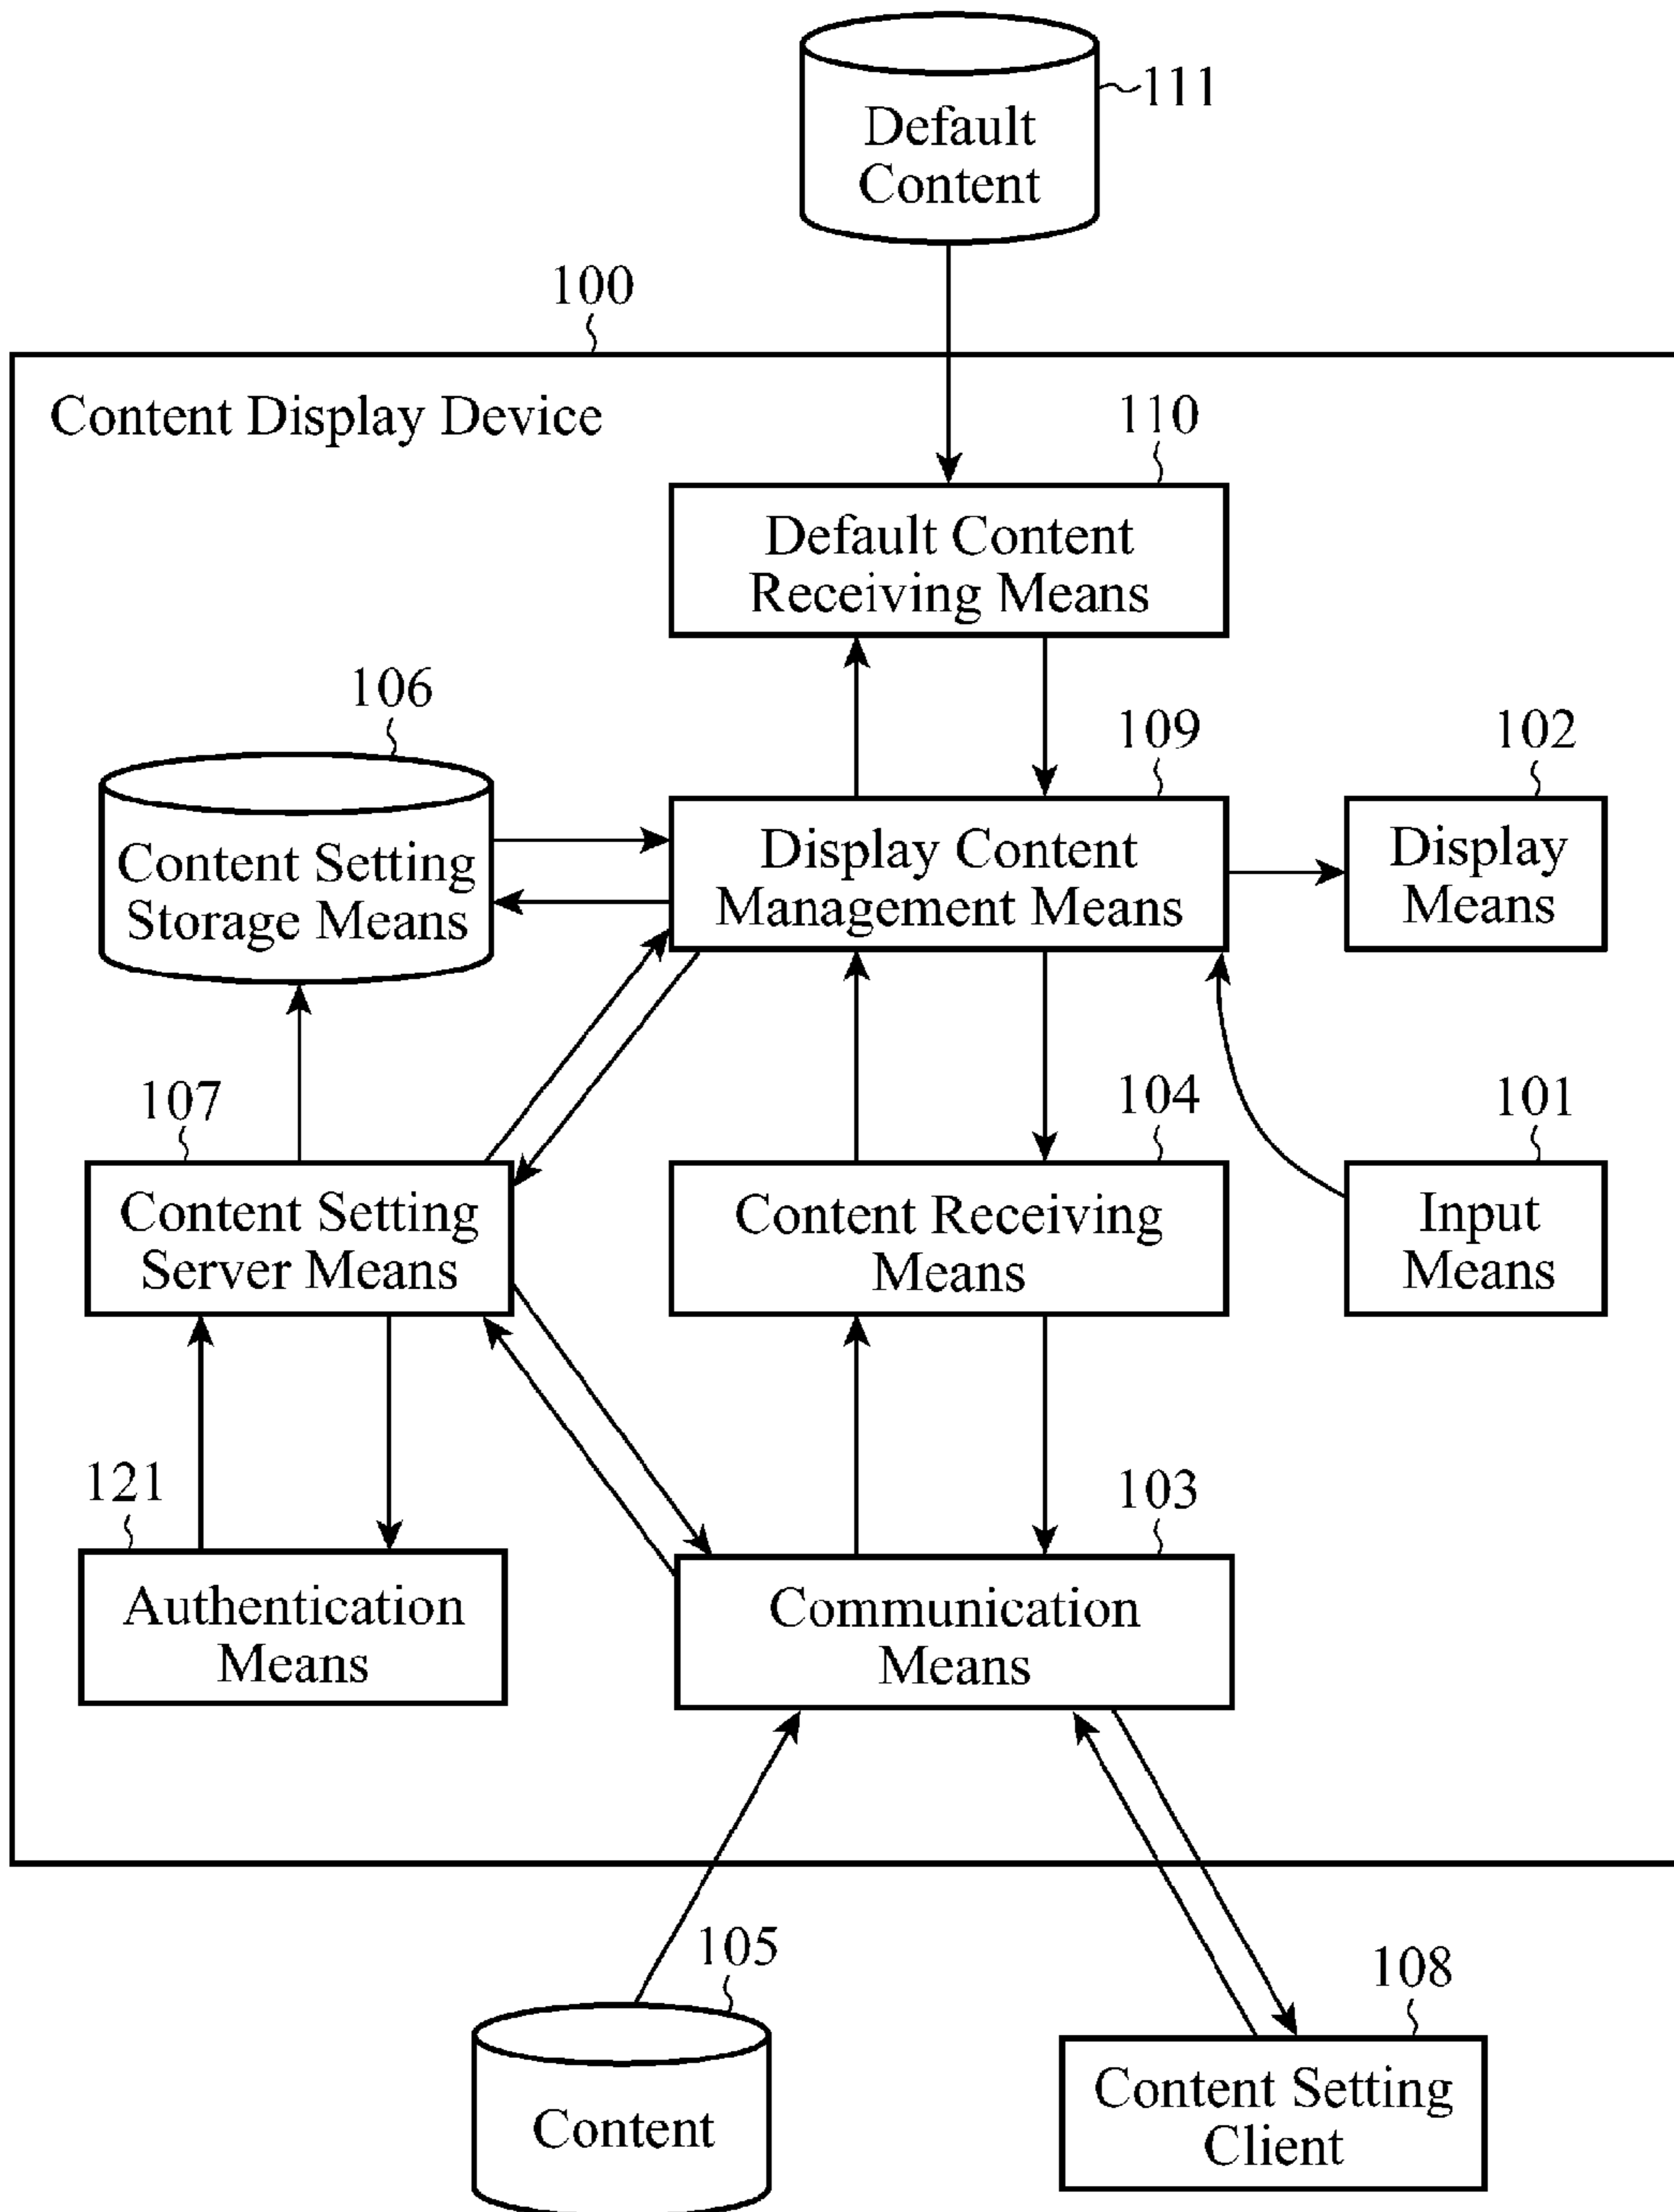 111
Default
Content
100
Content Display Device
110
Default Content
Receiving Means
106
109
102
Content Setting
Storage Means
Display Content
Management Means
Display
Means
107
104
101
Content Setting
Server Means
Content Receiving
Means
Input
Means
121
103
Authentication
Means
Communication
Means
105
108
Content
Content Setting
Client